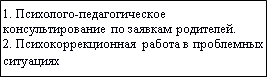 1. Психолого-педагогическое
консультирование по заявкам родителей.
2. Психокоррекционная работа в проблемных
ситуациях